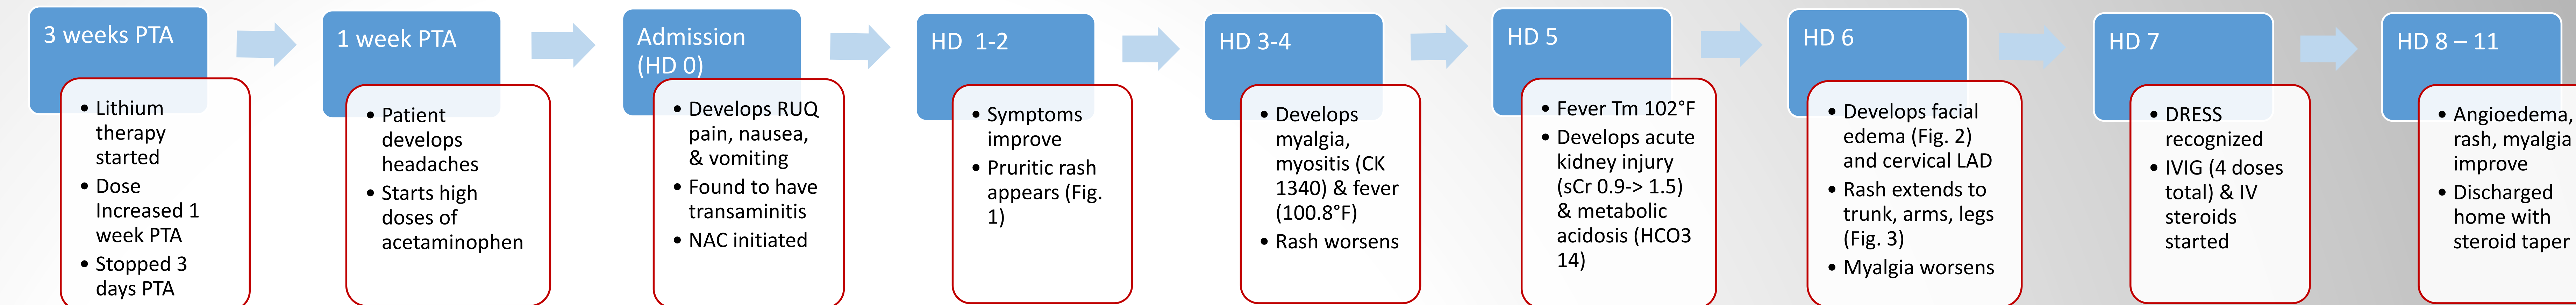 3 weeks PTA
• Lithium
therapy
started
• Dose
Increased 1
week PTA
• Stopped 3
days PTA
1 week PTA
• Patient
develops
headaches
• Starts high
doses of
acetaminophen
Admission
(HD 0)
• Develops RUQ
pain, nausea,
& vomiting
• Found to have
transaminitis
• NAC initiated
HD  1-2
• Symptoms
improve
• Pruritic rash
appears (Fig.
1)
HD 3-4
• Develops
myalgia,
myositis (CK
1340) & fever
(100.8°F)
• Rash worsens
HD 5
• Fever Tm 102°F
• Develops acute
kidney injury
(sCr 0.9-> 1.5)
& metabolic
acidosis (HCO3
14)
HD 6
• Develops facial
edema (Fig. 2)
and cervical LAD
• Rash extends to
trunk, arms, legs
(Fig. 3)
• Myalgia worsens
HD 7
• DRESS
recognized
• IVIG (4 doses
total) & IV
steroids
started
HD 8 – 11
• Angioedema,
rash, myalgia
improve
• Discharged
home with
steroid taper